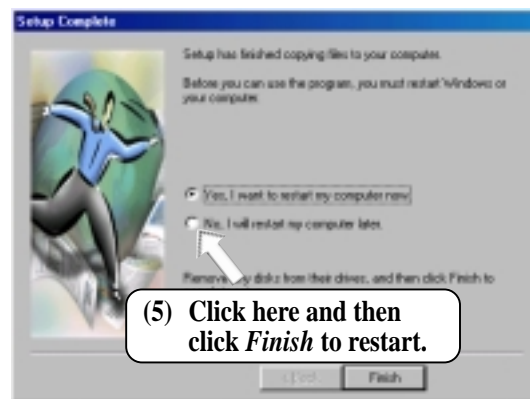 Setup Complete
Setup has finished copying files to your computer.
Before you can use the program, you must restart Windows or
your computer.
Yes, I want to restart my computer now.
No, I will restart my computer later.
disks from their drives, and then click Finish to
(5) Click here and then
click Finish to restart.
Finish